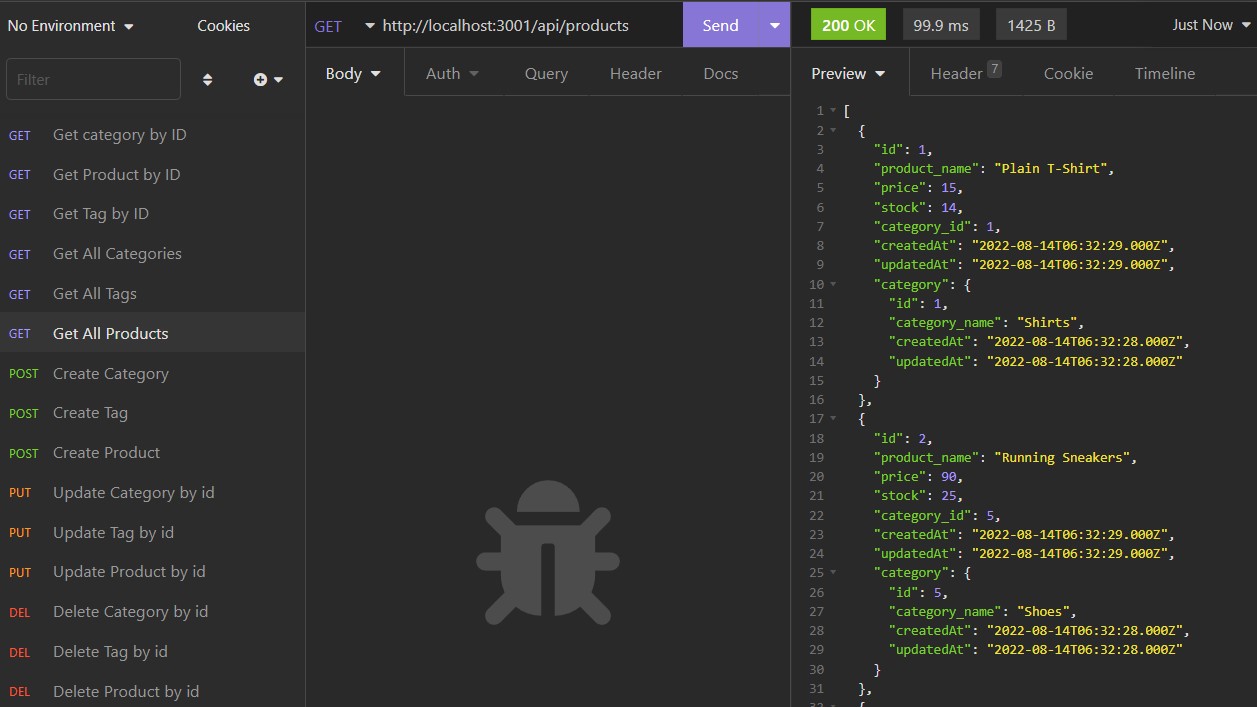 No Environment
Cookies
Filter
GET Get category by ID
GET Get Product by ID
GET Get Tag by ID
GET Get All Categories
GET Get All Tags
GET Get All Products
POST Create Category
POST Create Tag
POST Create Product
PUT Update Category by id
PUT Update Tag by id
PUT Update Product by id
DEL Delete Category by id
DEL Delete Tag by id
DEL Delete Product by id
GET http://localhost:3001/api/products Send
Body Auth Query Header Docs
200 OK 99.9 ms 1425 B Just Now
Preview Header 7 Cookie Timeline
1 [
2 {
3 "id": 1,
4 "product_name": "Plain T-Shirt",
5 "price": 15,
6 "stock": 14,
7 "category_id": 1,
8 "createdAt": "2022-08-14T06:32:29.000Z",
9 "updatedAt": "2022-08-14T06:32:29.000Z",
10 "category": {
11 "id": 1,
12 "category_name": "Shirts",
13 "createdAt": "2022-08-14T06:32:28.000Z",
14 "updatedAt": "2022-08-14T06:32:28.000Z"
15 }
16 },
17 {
18 "id": 2,
19 "product_name": "Running Sneakers",
20 "price": 90,
21 "stock": 25,
22 "category_id": 5,
23 "createdAt": "2022-08-14T06:32:29.000Z",
24 "updatedAt": "2022-08-14T06:32:29.000Z",
25 "category": {
26 "id": 5,
27 "category_name": "Shoes",
28 "createdAt": "2022-08-14T06:32:28.000Z",
29 "updatedAt": "2022-08-14T06:32:28.000Z"
30 }
31 },
32 {